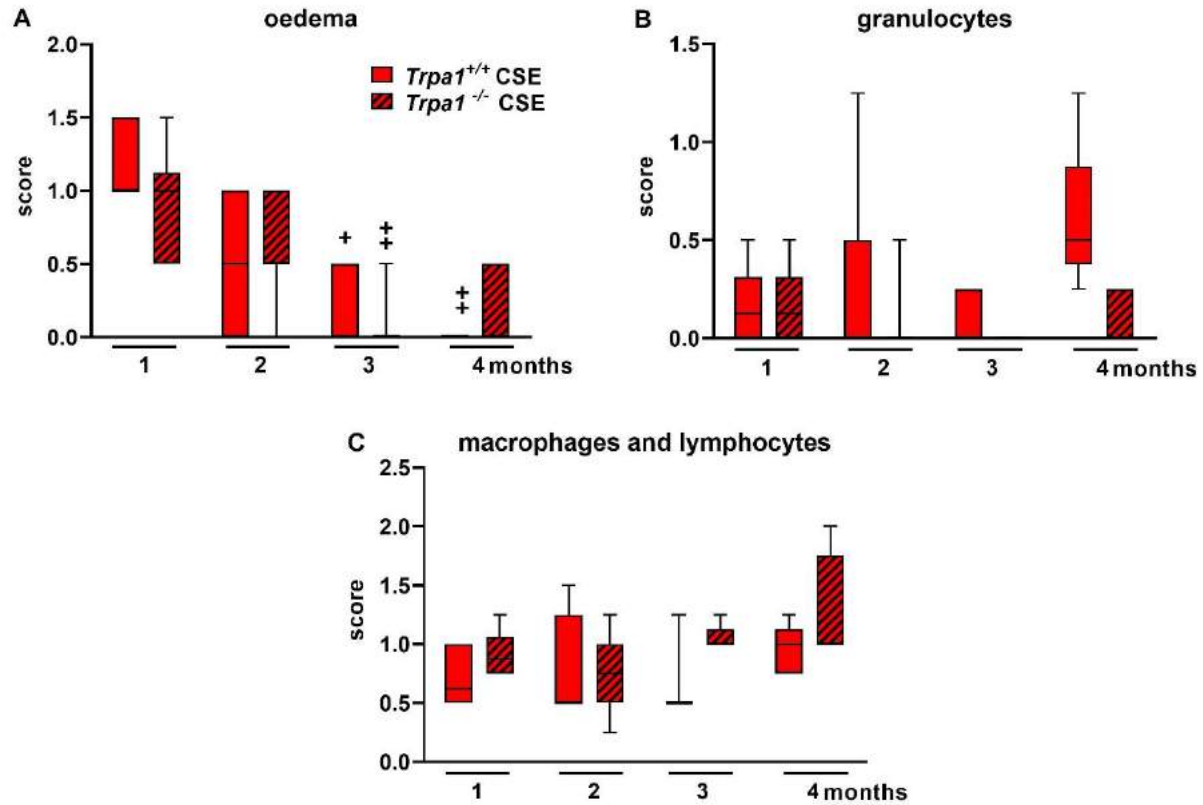 A
oedema
2.0
1.5
1.0
0.5
0.0
score
Trpa1+/+ CSE
Trpa1 -/- CSE
+
++
++
1 2 3 4 months
B
granulocytes
1.5
1.0
0.5
0.0
score
1 2 3 4 months
C
macrophages and lymphocytes
2.5
2.0
1.5
1.0
0.5
0.0
score
1 2 3 4 months